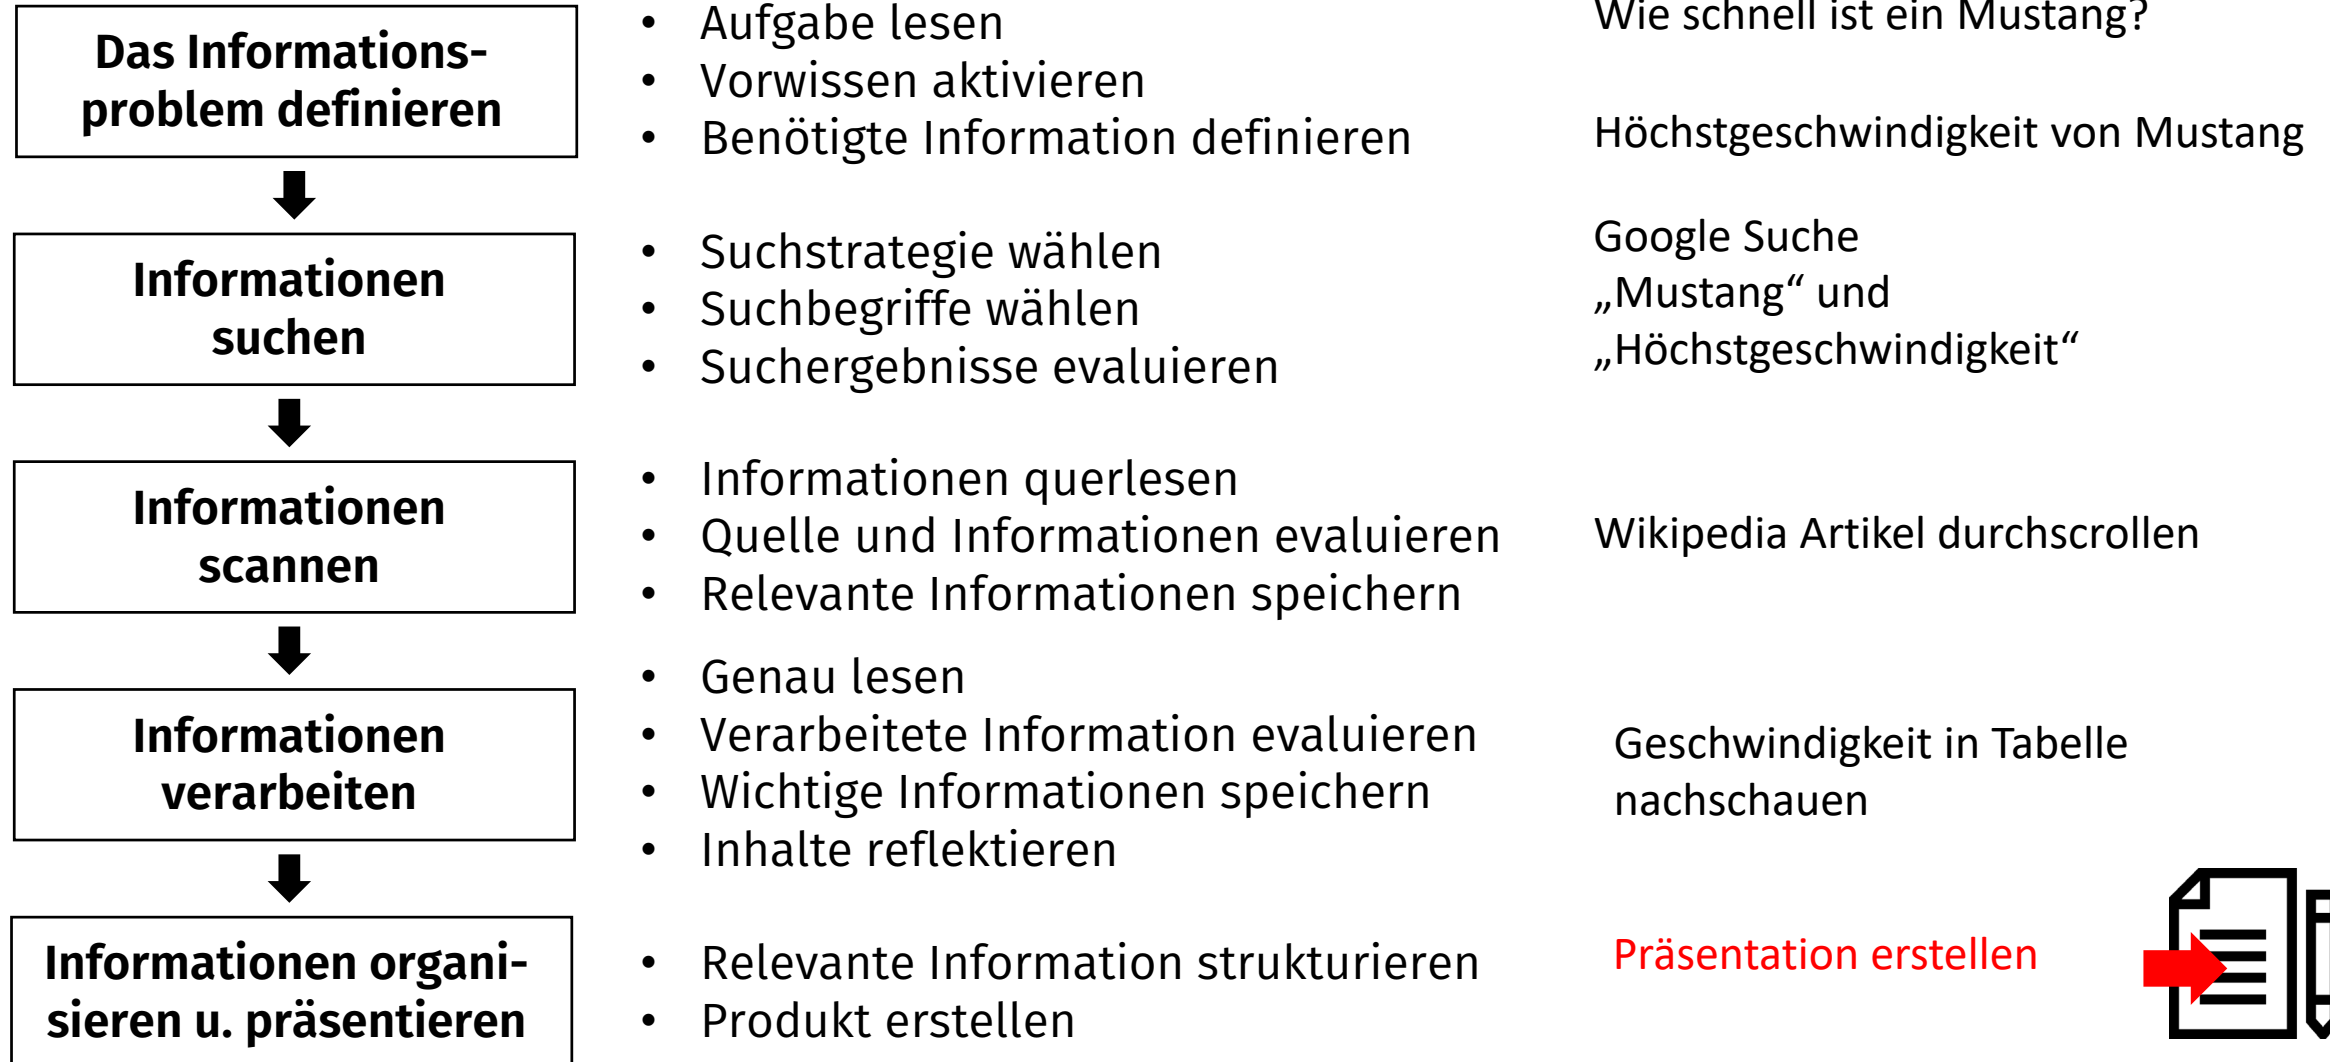 Das Informations-
problem definieren
• Aufgabe lesen
• Vorwissen aktivieren
• Benötigte Information definieren
Wie schnell ist ein Mustang?
Höchstgeschwindigkeit von Mustang
Informationen
suchen
• Suchstrategie wählen
• Suchbegriffe wählen
• Suchergebnisse evaluieren
Google Suche
„Mustang“ und
„Höchstgeschwindigkeit“
Informationen
scannen
• Informationen querlesen
• Quelle und Informationen evaluieren
• Relevante Informationen speichern
Wikipedia Artikel durchscrollen
Informationen
verarbeiten
• Genau lesen
• Verarbeitete Information evaluieren
• Wichtige Informationen speichern
• Inhalte reflektieren
Geschwindigkeit in Tabelle
nachschauen
Informationen organi-
sieren u. präsentieren
• Relevante Information strukturieren
• Produkt erstellen
Präsentation erstellen